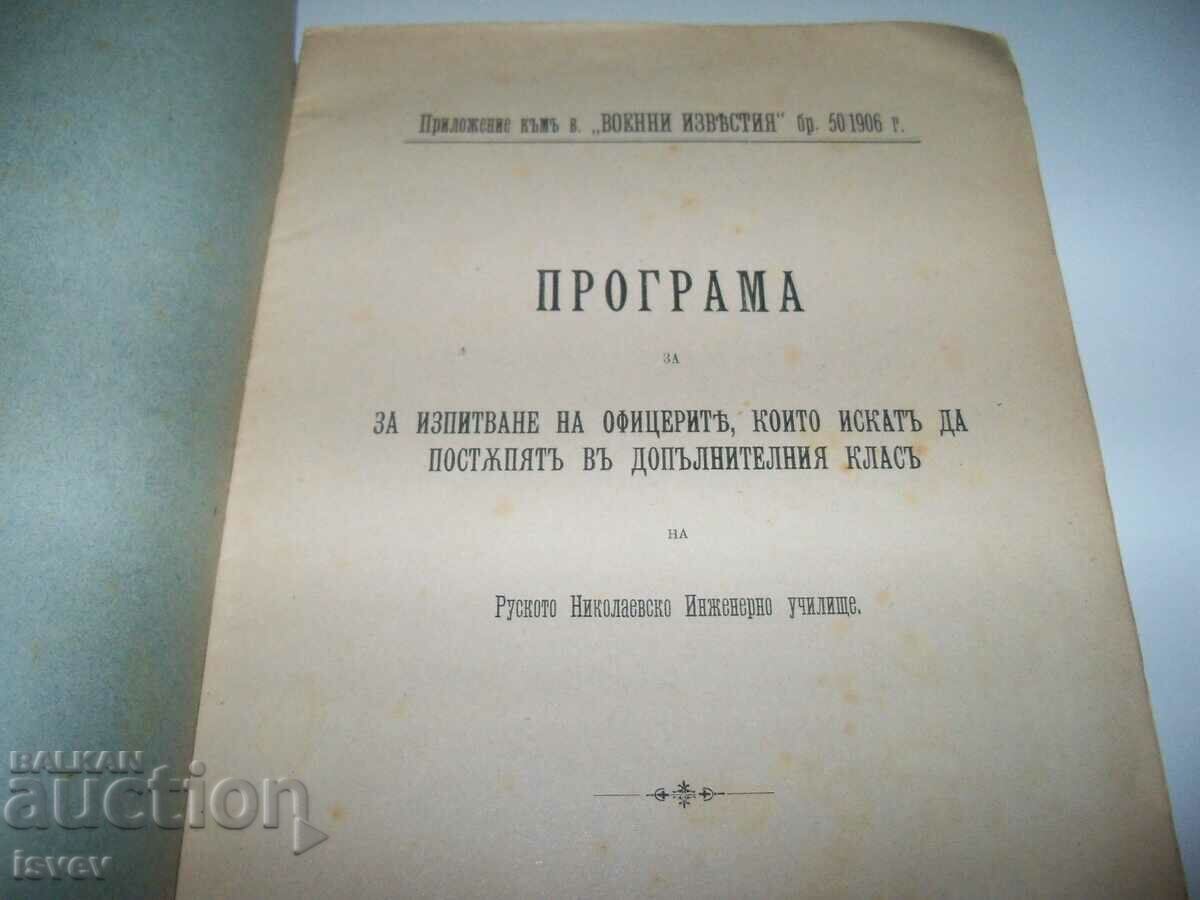 Приложение къмъ в. „ВОЕННИ ИЗВѢСТИЯ" бр. 50 1906 г.
ПРОГРАМА
ЗА
ЗА ИЗПИТВАНЕ НА ОФИЦЕРИТѢ, КОИТО ИСКАТЪ ДА
ПОСТѪПЯТЪ ВЪ ДОПЪЛНИТЕЛНИЯ КЛАСЪ
НА
Руското Николаевско Инженерно училище.
BALKAN
auction
isvev